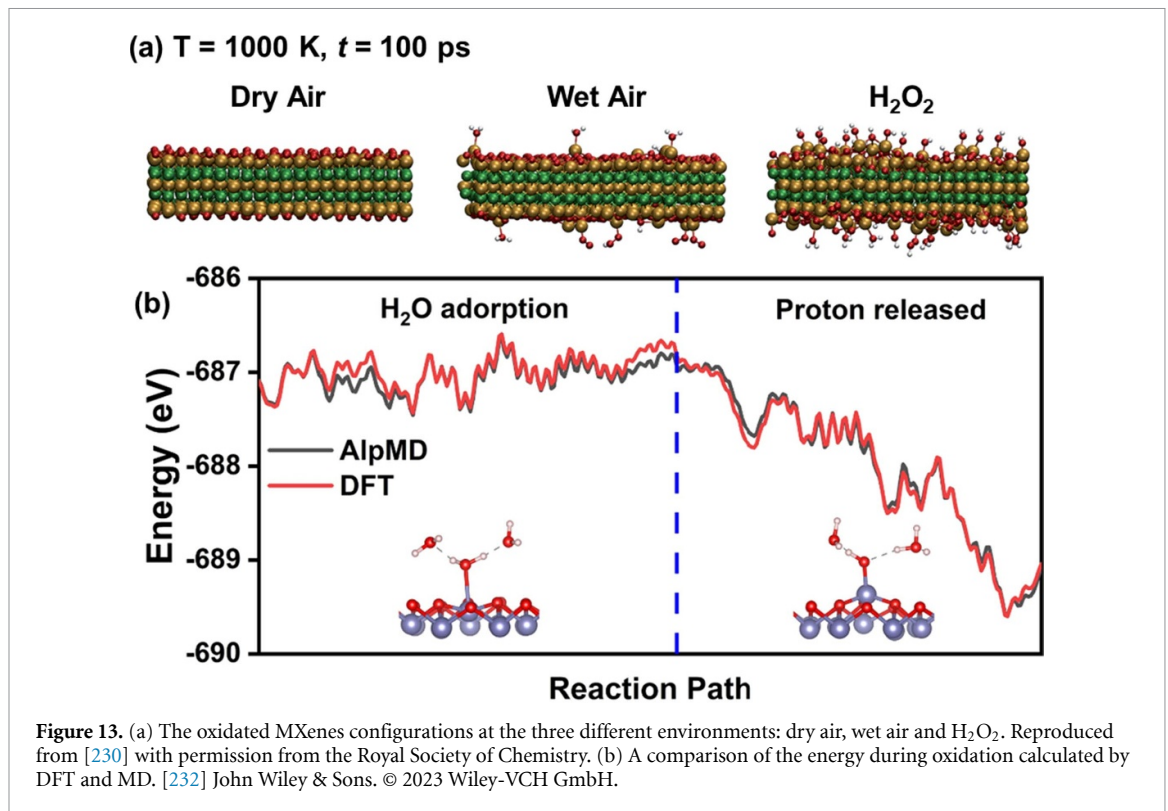 (a) T = 1000 K, t = 100 ps
Dry Air
Wet Air
H₂O₂
(b)
H₂O adorption
Proton released
-686
-687
-688
-689
-690
Energy (eV)
AlpMD
DFT
Reaction Path
Figure 13. (a) The oxidated MXenes configurations at the three different environments: dry air, wet air and H₂O₂. Reproduced
from [230] with permission from the Royal Society of Chemistry. (b) A comparison of the energy during oxidation calculated by
DFT and MD. [232] John Wiley & Sons. © 2023 Wiley-VCH GmbH.